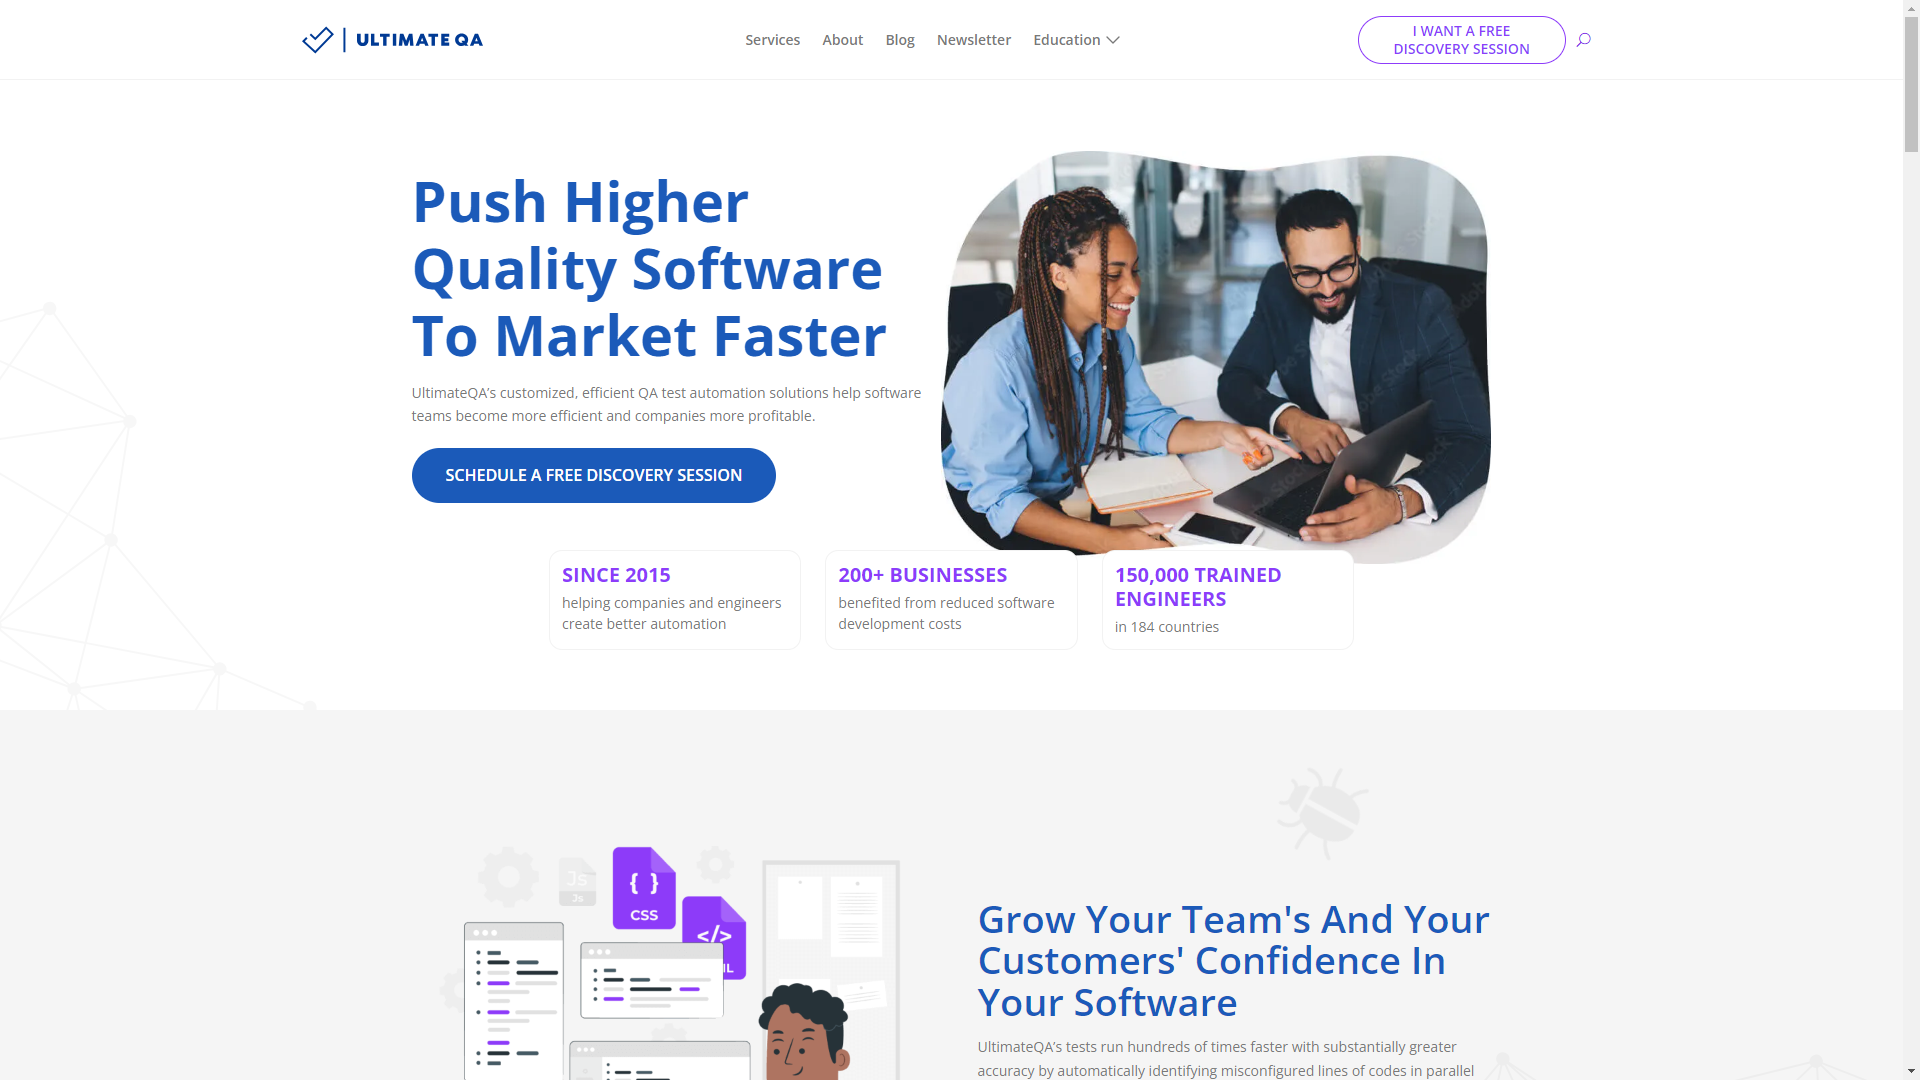 ULTIMATE QA
Services
About
Blog
Newsletter
Education
I WANT A FREE
DISCOVERY SESSION
Push Higher
Quality Software
To Market Faster
UltimateQA’s customized, efficient QA test automation solutions help software
teams become more efficient and companies more profitable.
SCHEDULE A FREE DISCOVERY SESSION
SINCE 2015
helping companies and engineers
create better automation
200+ BUSINESSES
benefited from reduced software
development costs
150,000 TRAINED
ENGINEERS
in 184 countries
Js
Js
{ }
CSS
</>
Grow Your Team's And Your
Customers' Confidence In
Your Software
UltimateQA’s tests run hundreds of times faster with substantially greater
accuracy by automatically identifying misconfigured lines of codes in parallel